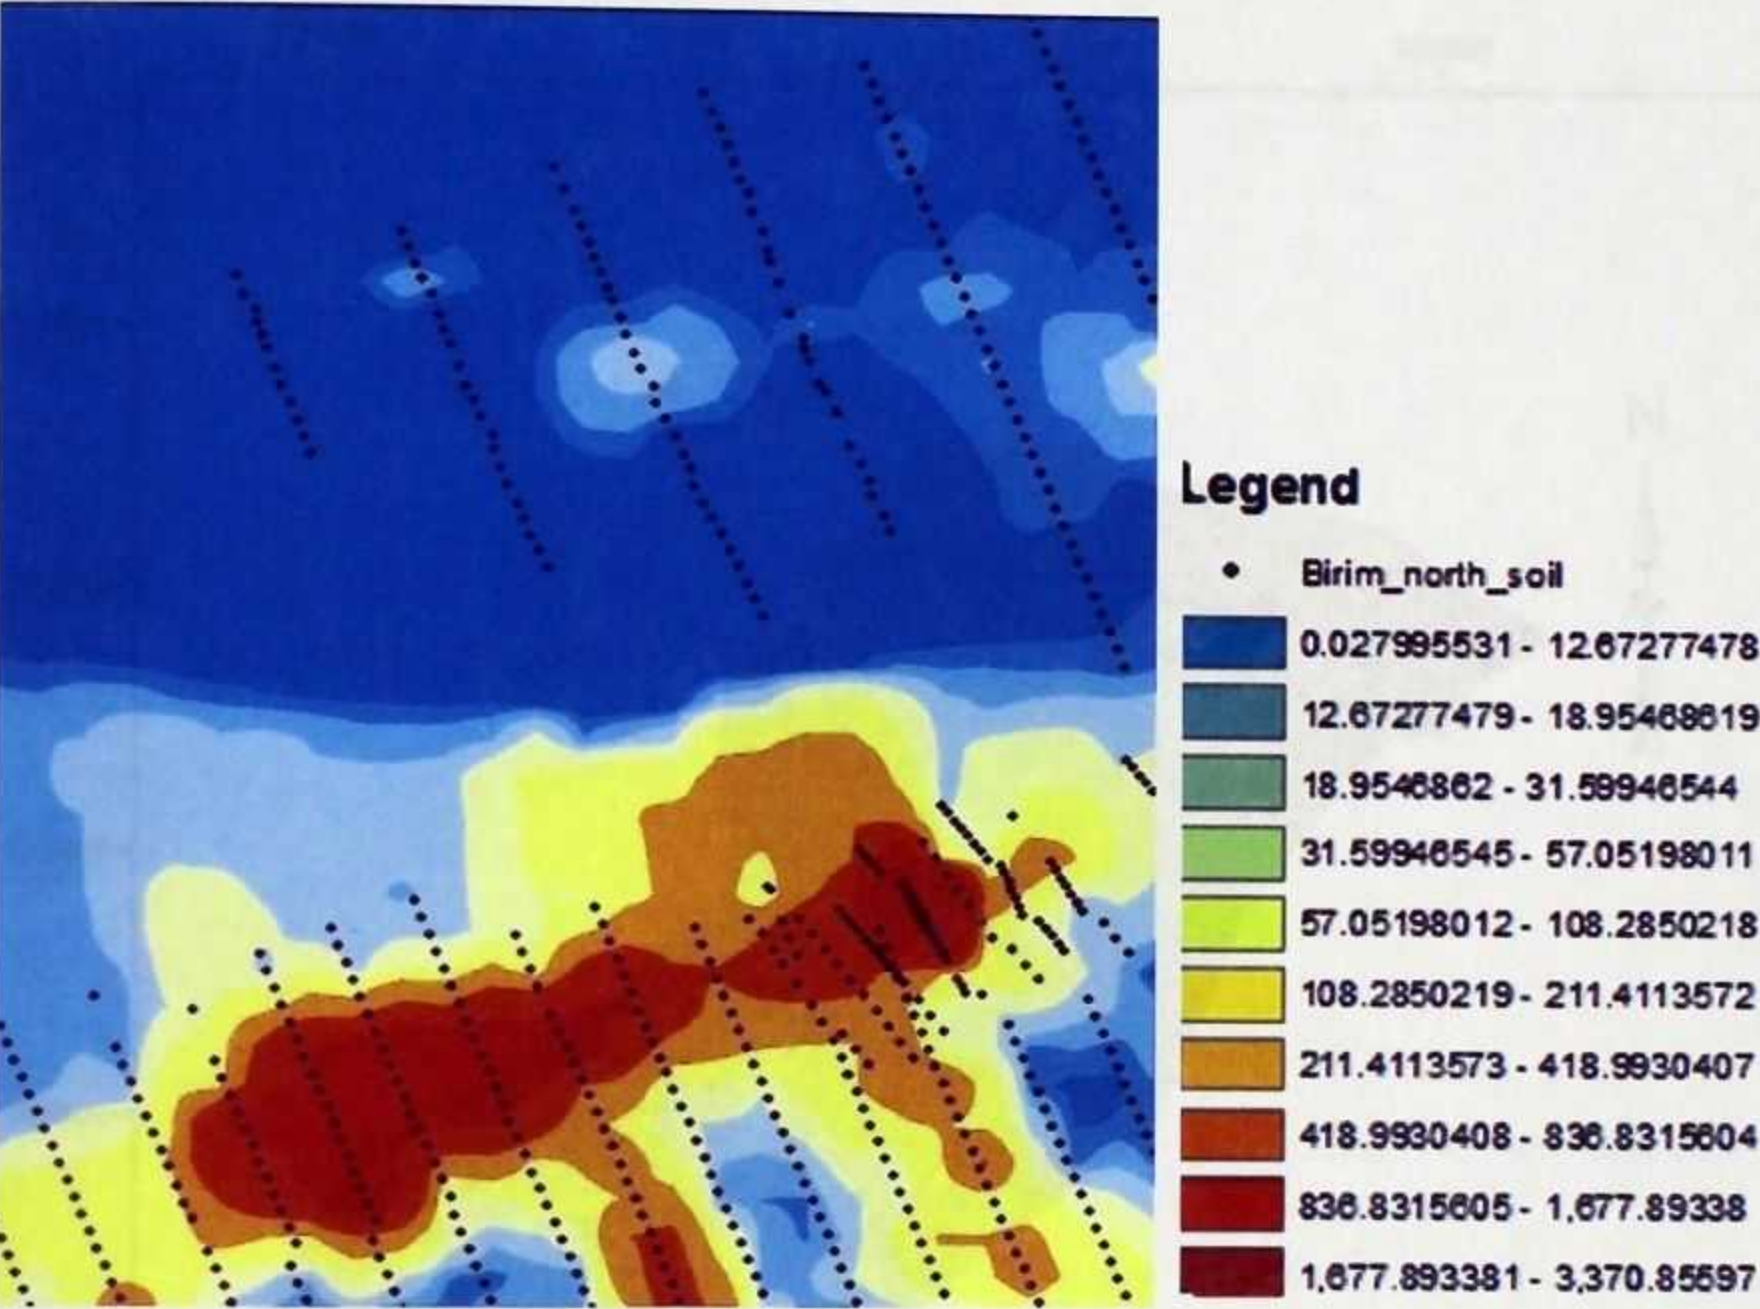 Legend
Birim_north_soil
0.027995531 - 12.67277478
12.67277479 - 18.95468619
18.9546862 - 31.59946544
31.59946545 - 57.05198011
57.05198012 - 108.2850218
108.2850219 - 211.4113572
211.4113573 - 418.9930407
418.9930408 - 836.8315604
836.8315605 - 1,677.89338
1,677.893381 - 3,370.85597